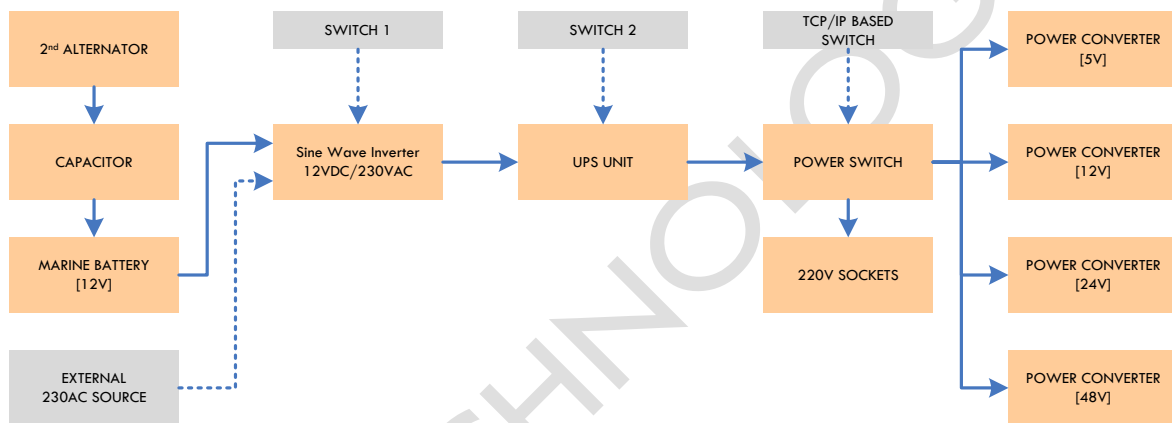 2nd ALTERNATOR
SWITCH 1
SWITCH 2
TCP/IP BASED
SWITCH
POWER CONVERTER
[5V]
CAPACITOR
Sine Wave Inverter
12VDC/230VAC
UPS UNIT
POWER SWITCH
POWER CONVERTER
[12V]
MARINE BATTERY
[12V]
220V SOCKETS
POWER CONVERTER
[24V]
EXTERNAL
230AC SOURCE
POWER CONVERTER
[48V]